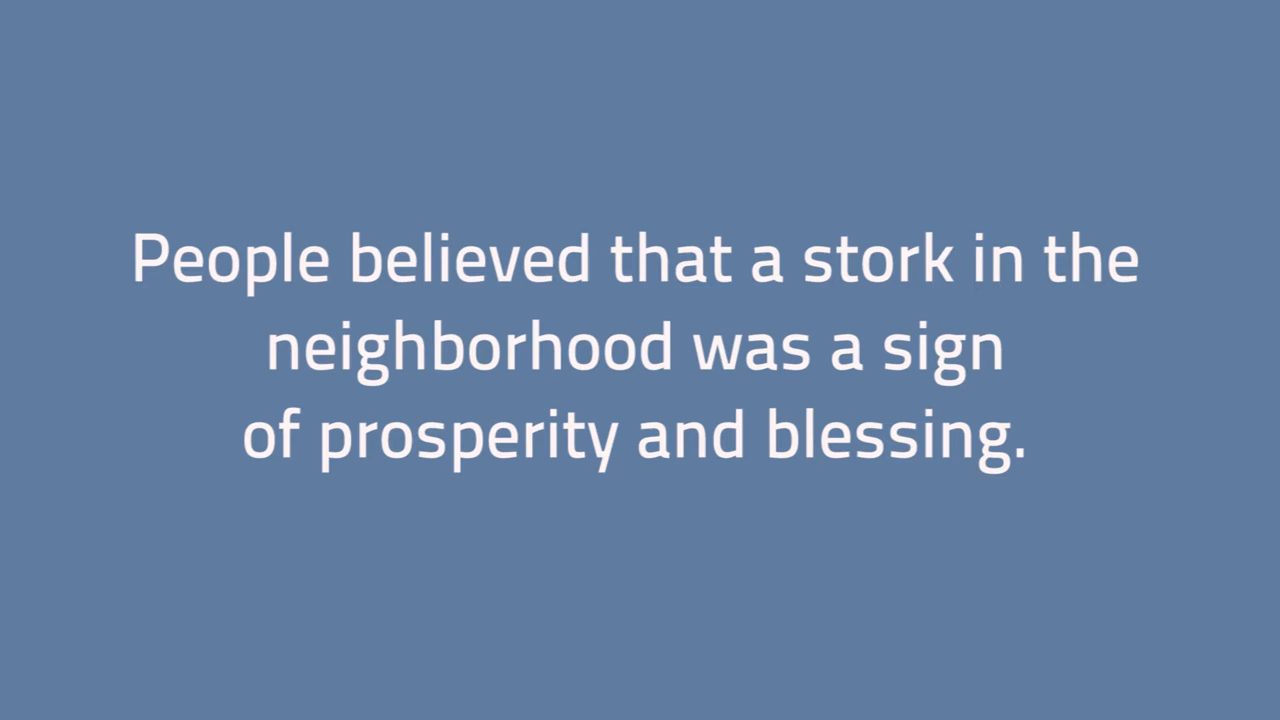 People believed that a stork in the
neighborhood was a sign
of prosperity and blessing.